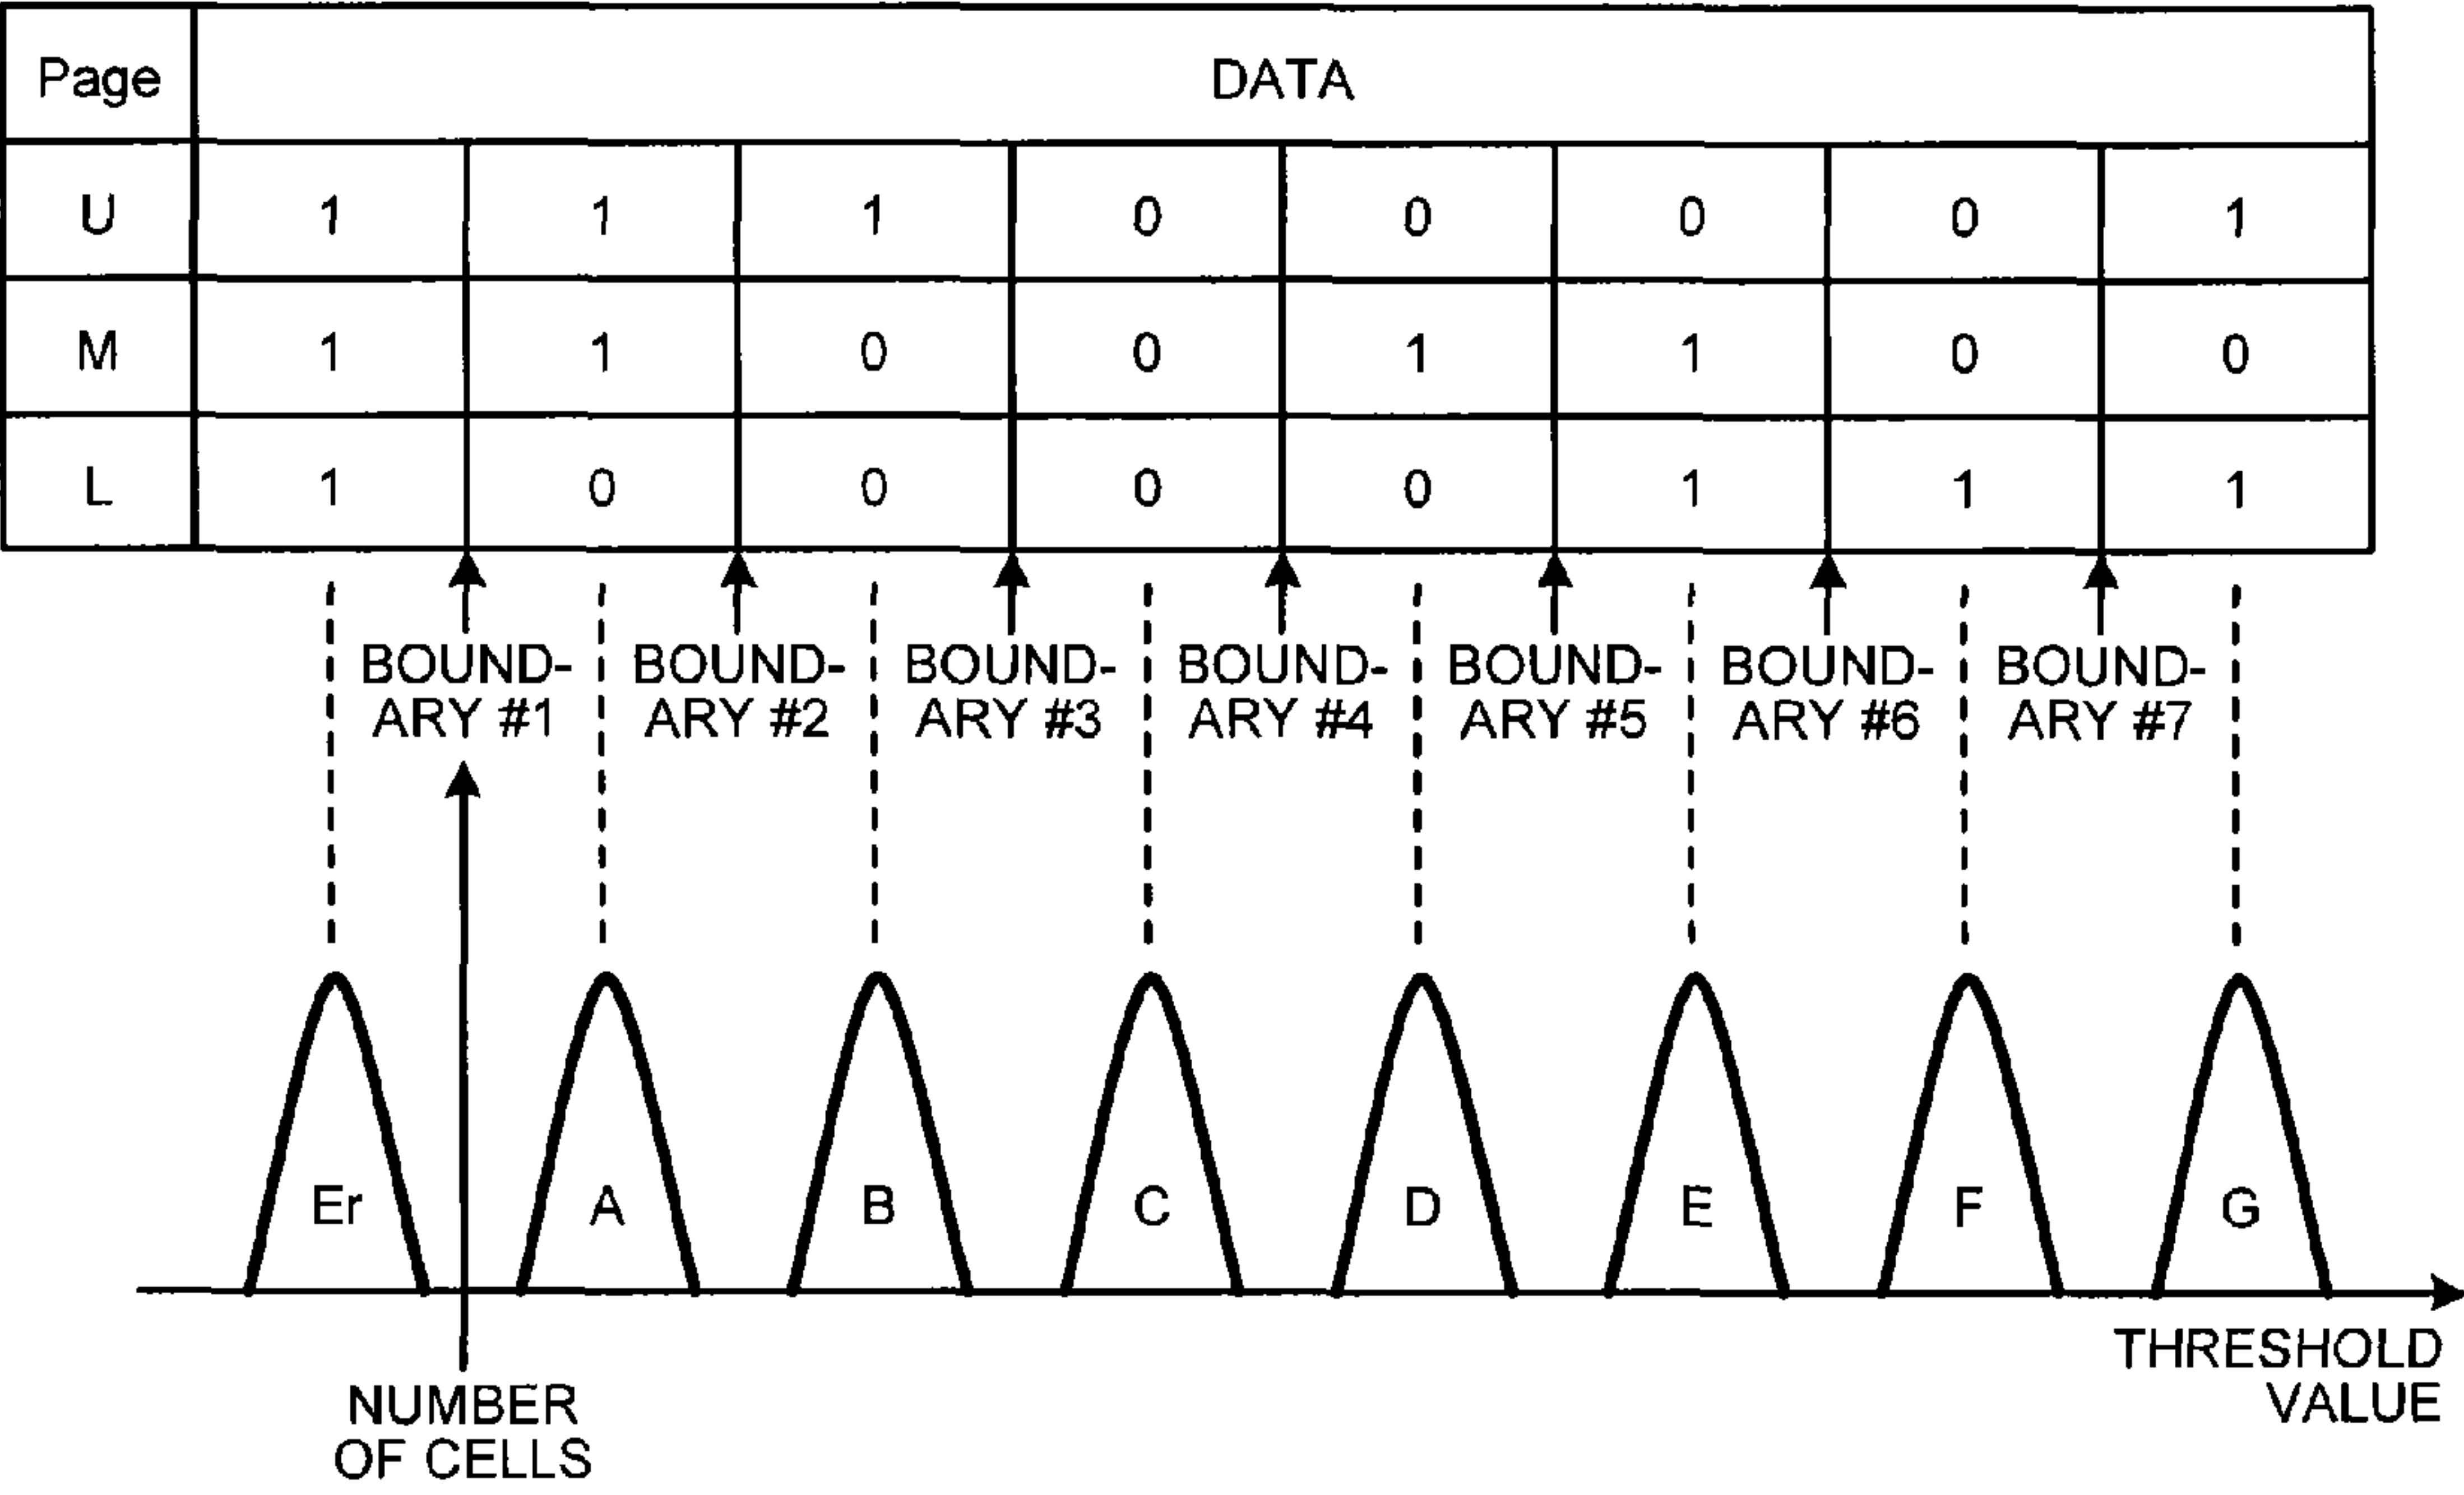 Page DATA
U 1 1 1 0 0 0 0 1
M 1 1 0 0 1 1 0 0
L 1 0 0 0 0 1 1 1
BOUND- BOUND- BOUND- BOUND- BOUND- BOUND- BOUND-
ARY #1 ARY #2 ARY #3 ARY #4 ARY #5 ARY #6 ARY #7
Er A B C D E F G
THRESHOLD
VALUE
NUMBER
OF CELLS